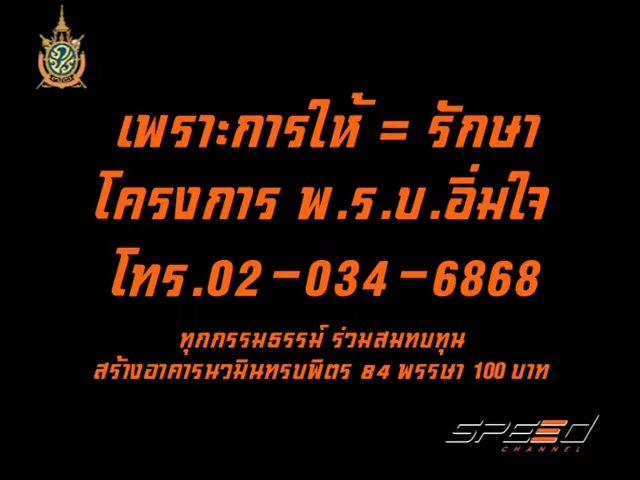 เพราะการให้ = รักษา
โครงการ พ.ร.บ.อิ่มใจ
โทร.02-034-6868
ทุกกรรมธรรม์ ร่วมสมทบทุน
สร้างอาคารนวมินทรบพิตร 84 พรรษา 100 บาท
SPEED
CHANNEL